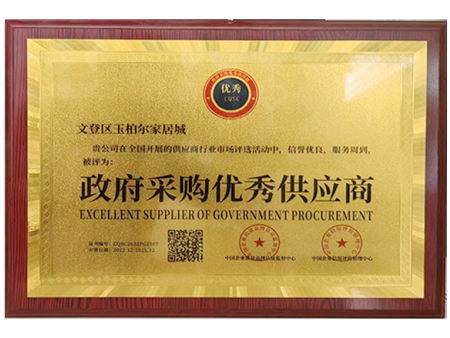 优秀
CQSC
文登区玉柏尔家居城
贵公司在全国开展的供应商行业市场评选活动中，信誉优良，服务周到，
被评为：
政府采购优秀供应商
EXCELLENT SUPPLIER OF GOVERNMENT PROCUREMENT